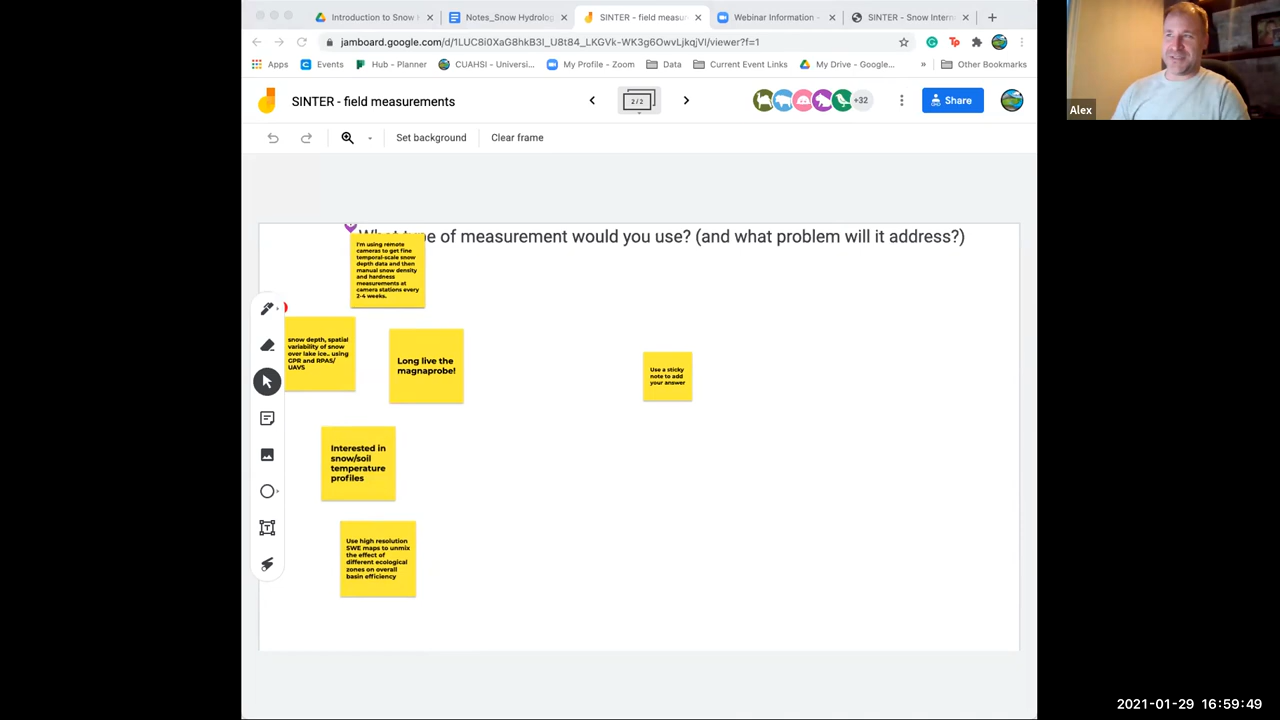 Introduction to Snow H
Notes_Snow Hydrolog
SINTER - field measur
Webinar Information -
SINTER - Snow Intern
jamboard.google.com/d/1LUC8i0XaG8hkB3I_U8t84_LKGVk-WK3g6OwvLjkqjVI/viewer?f=1
Apps
Events
Hub - Planner
CUAHSI - Universi...
My Profile - Zoom
Data
Current Event Links
My Drive - Google...
»
Other Bookmarks
Alex
SINTER - field measurements
2 / 2
+32
Share
Set background
Clear frame
What type of measurement would you use? (and what problem will it address?)
I'm using remote
cameras to get fine
temporal-scale snow
depth data and then
manual snow density
and hardness
measurements at
camera stations every
2-4 weeks.
snow depth, spatial
variability of snow
over lake ice.. using
GPR and RPAS/
UAVS
Long live the
magnaprobe!
Use a sticky
note to add
your answer
Interested in
snow/soil
temperature
profiles
Use high resolution
SWE maps to unmix
the effect of
different ecological
zones on overall
basin efficiency
2021-01-29 16:59:49